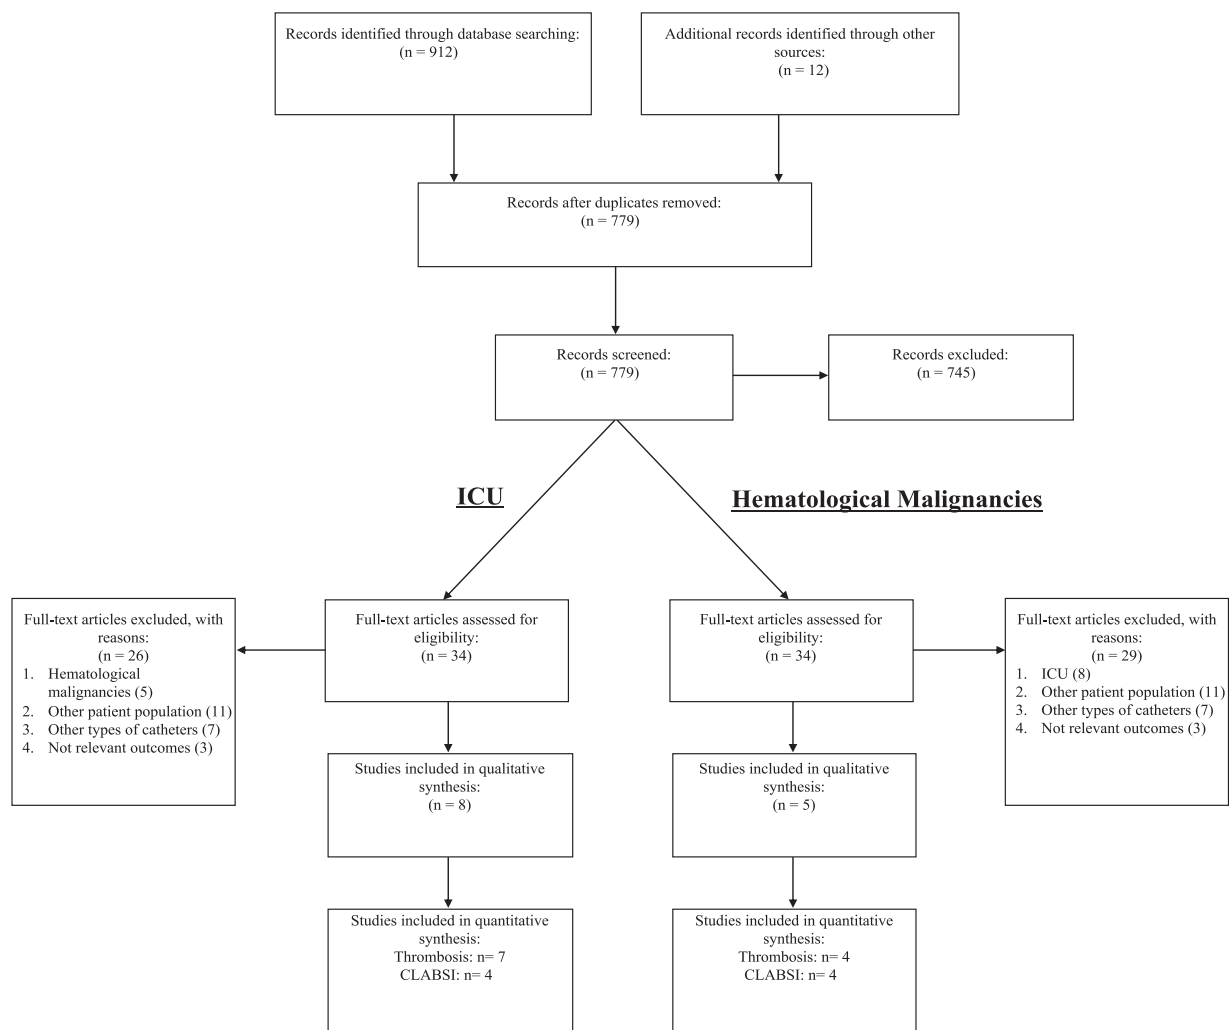 Records identified through database searching:
(n = 912)
Additional records identified through other
sources:
(n = 12)
Records after duplicates removed:
(n = 779)
Records screened:
(n = 779)
Records excluded:
(n = 745)
ICU
Hematological Malignancies
Full-text articles excluded, with
reasons:
(n = 26)
1. Hematological
malignancies (5)
2. Other patient population (11)
3. Other types of catheters (7)
4. Not relevant outcomes (3)
Full-text articles assessed for
eligibility:
(n = 34)
Full-text articles assessed for
eligibility:
(n = 34)
Full-text articles excluded, with
reasons:
(n = 29)
1. ICU (8)
2. Other patient population (11)
3. Other types of catheters (7)
4. Not relevant outcomes (3)
Studies included in qualitative
synthesis:
(n = 8)
Studies included in qualitative
synthesis:
(n = 5)
Studies included in quantitative
synthesis:
Thrombosis: n= 7
CLABSI: n= 4
Studies included in quantitative
synthesis:
Thrombosis: n= 4
CLABSI: n= 4